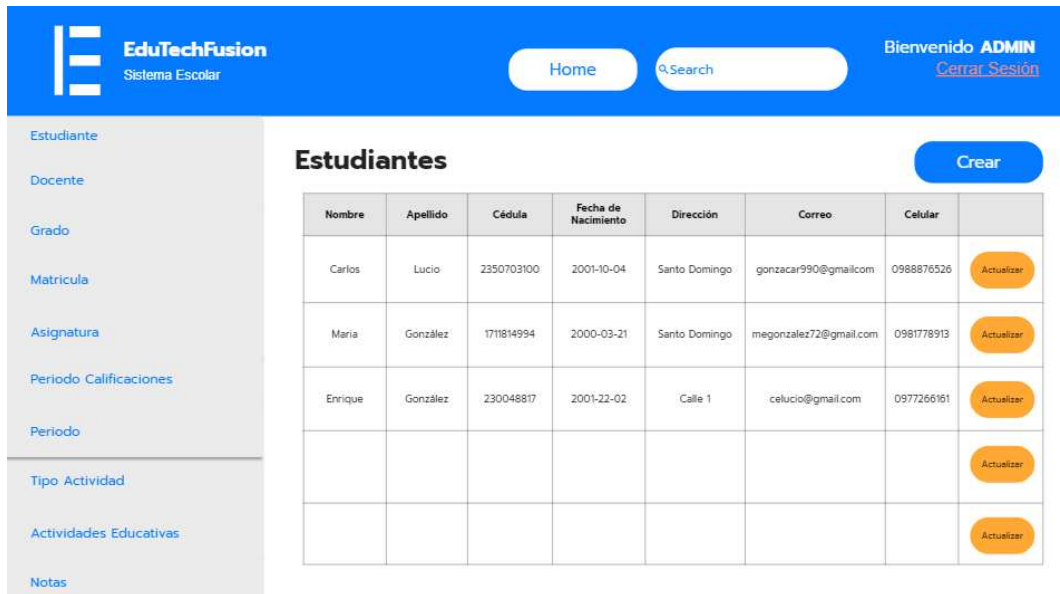 EduTechFusion
Sistema Escolar
Home
Search
Bienvenido ADMIN
Cerrar Sesión
Estudiante
Docente
Grado
Matricula
Asignatura
Periodo Calificaciones
Periodo
Tipo Actividad
Actividades Educativas
Notas
Estudiantes
Crear
Nombre Apellido Cédula Fecha de Nacimiento Dirección Correo Celular
Carlos Lucio 2350703100 2001-10-04 Santo Domingo gonzacar990@gmailcom 0988876526 Actualizar
Maria González 1711814994 2000-03-21 Santo Domingo megonzalez72@gmail.com 0981778913 Actualizar
Enrique González 230048817 2001-22-02 Calle 1 celucio@gmail.com 0977266161 Actualizar
Actualizar
Actualizar